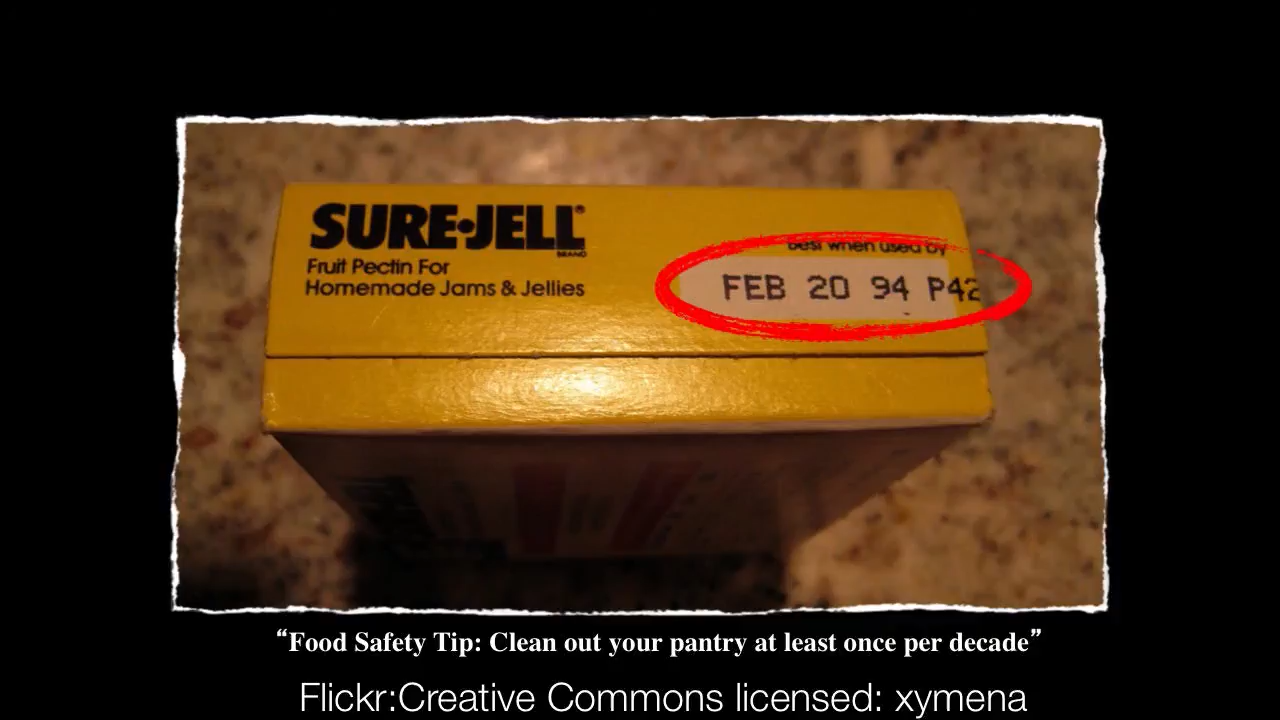 SURE•JELL®
BRAND
Fruit Pectin For
Homemade Jams & Jellies
Best when used by
FEB 20 94 P42
“Food Safety Tip: Clean out your pantry at least once per decade”
Flickr:Creative Commons licensed: xymena